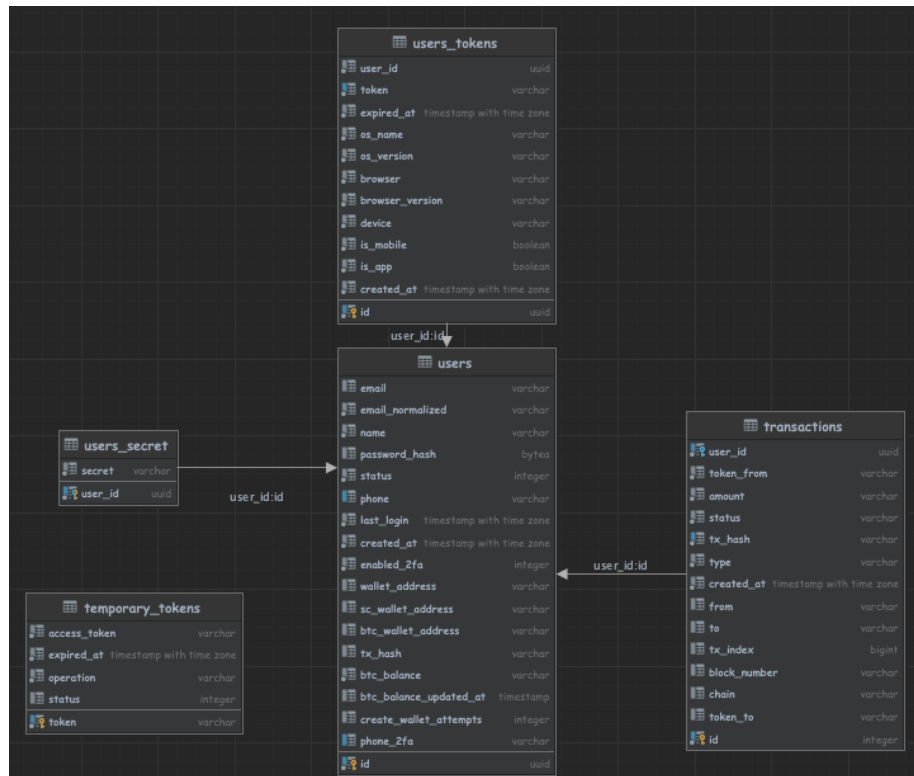 users_tokens
user_id uuid
token varchar
expired_at timestamp with time zone
os_name varchar
os_version varchar
browser varchar
browser_version varchar
device varchar
is_mobile boolean
is_app boolean
created_at timestamp with time zone
id uuid
user_id:id
users
email varchar
email_normalized varchar
name varchar
password_hash bytea
status integer
phone varchar
last_login timestamp with time zone
created_at timestamp with time zone
enabled_2fa integer
wallet_address varchar
sc_wallet_address varchar
btc_wallet_address varchar
tx_hash varchar
btc_balance varchar
btc_balance_updated_at timestamp
create_wallet_attempts integer
phone_2fa varchar
id uuid
users_secret
secret varchar
user_id uuid
user_id:id
temporary_tokens
access_token varchar
expired_at timestamp with time zone
operation varchar
status integer
token varchar
user_id:id
transactions
user_id uuid
token_from varchar
amount varchar
status varchar
tx_hash varchar
type varchar
created_at timestamp with time zone
from varchar
to varchar
tx_index bigint
block_number varchar
chain varchar
token_to varchar
id integer